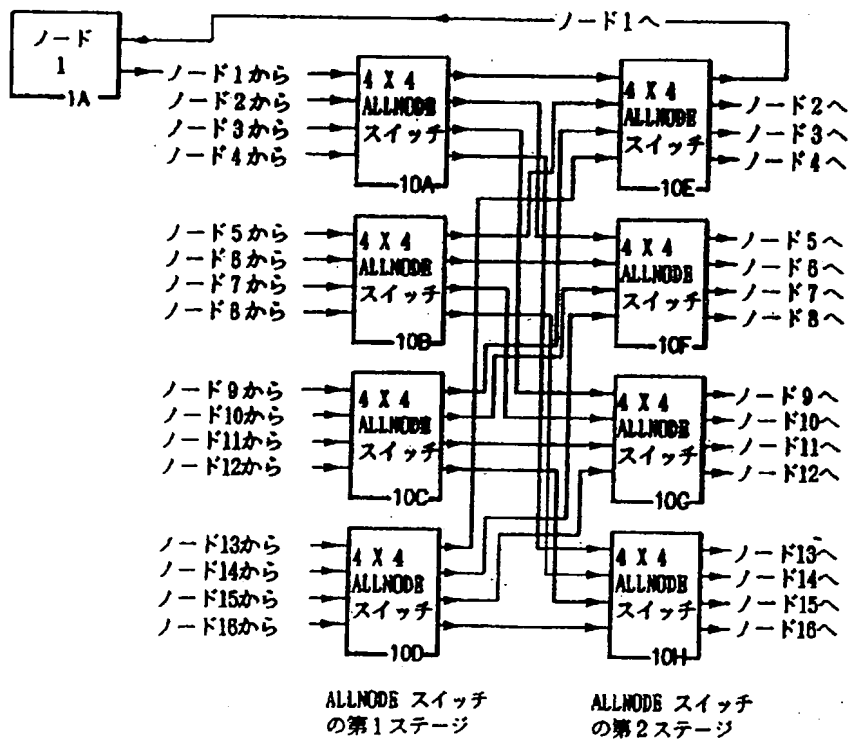 ノード1へ
ノード
1
1A
ノード1から
ノード2から
ノード3から
ノード4から
4 X 4
ALLNODE
スイッチ
10A
4 X 4
ALLNODE
スイッチ
10E
ノード2へ
ノード3へ
ノード4へ
ノード5から
ノード6から
ノード7から
ノード8から
4 X 4
ALLNODE
スイッチ
10B
4 X 4
ALLNODE
スイッチ
10F
ノード5へ
ノード6へ
ノード7へ
ノード8へ
ノード9から
ノード10から
ノード11から
ノード12から
4 X 4
ALLNODE
スイッチ
10C
4 X 4
ALLNODE
スイッチ
10G
ノード9へ
ノード10へ
ノード11へ
ノード12へ
ノード13から
ノード14から
ノード15から
ノード16から
4 X 4
ALLNODE
スイッチ
10D
4 X 4
ALLNODE
スイッチ
10H
ノード13へ
ノード14へ
ノード15へ
ノード16へ
ALLNODE スイッチ
の第1ステージ
ALLNODE スイッチ
の第2ステージ